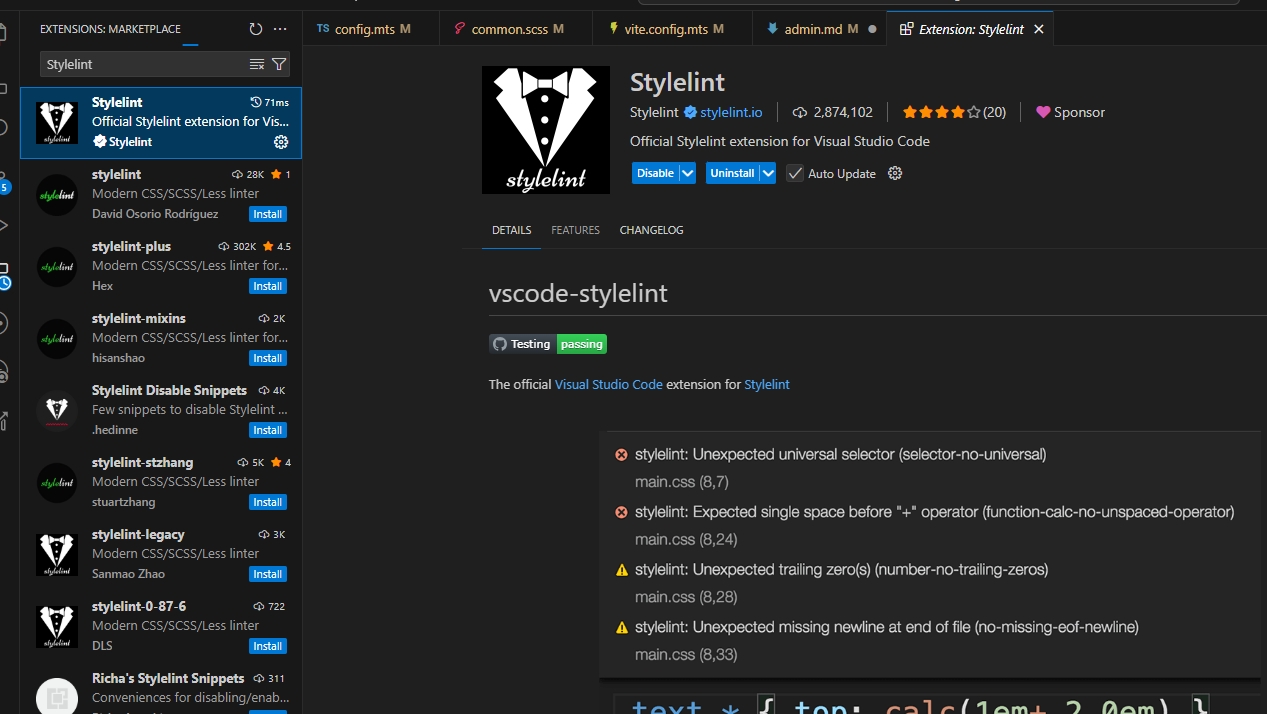 EXTENSIONS: MARKETPLACE
Stylelint
Stylelint 71ms
Official Stylelint extension for Vis...
Stylelint
stylelint 28K 1
Modern CSS/SCSS/Less linter
David Osorio Rodríguez Install
stylelint-plus 302K 4.5
Modern CSS/SCSS/Less linter for...
Hex Install
stylelint-mixins 2K
Modern CSS/SCSS/Less linter for...
hisanshao Install
Stylelint Disable Snippets 4K
Few snippets to disable Stylelint ...
.hedinne Install
stylelint-stzhang 5K 4
Modern CSS/SCSS/Less linter
stuartzhang Install
stylelint-legacy 3K
Modern CSS/SCSS/Less linter
Sanmao Zhao Install
stylelint-0-87-6 722
Modern CSS/SCSS/Less linter
DLS Install
Richa's Stylelint Snippets 311
Conveniences for disabling/enab...
5
TS config.mts M
common.scss M
vite.config.mts M
admin.md M
Extension: Stylelint
stylelint
Stylelint
Stylelint stylelint.io 2,874,102 (20) Sponsor
Official Stylelint extension for Visual Studio Code
Disable Uninstall Auto Update
DETAILS FEATURES CHANGELOG
vscode-stylelint
Testing passing
The official Visual Studio Code extension for Stylelint
stylelint: Unexpected universal selector (selector-no-universal)
main.css (8,7)
stylelint: Expected single space before "+" operator (function-calc-no-unspaced-operator)
main.css (8,24)
stylelint: Unexpected trailing zero(s) (number-no-trailing-zeros)
main.css (8,28)
stylelint: Unexpected missing newline at end of file (no-missing-eof-newline)
main.css (8,33)
text * { top: calc(1em+ 2.0em) }